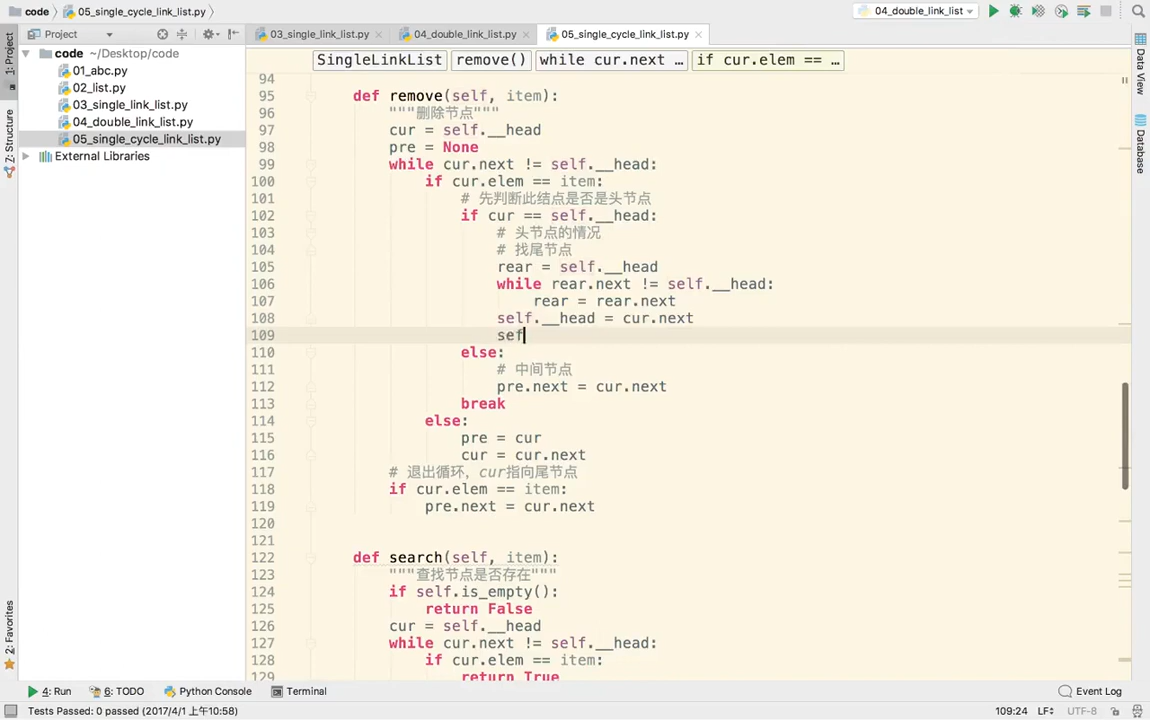 code 05_single_cycle_link_list.py 04_double_link_list
1: Project Project 03_single_link_list.py 04_double_link_list.py 05_single_cycle_link_list.py
code ~/Desktop/code
01_abc.py
02_list.py
03_single_link_list.py
04_double_link_list.py
05_single_cycle_link_list.py
External Libraries
Z: Structure
2: Favorites
Data View
Database
SingleLinkList remove() while cur.next … if cur.elem == …
94
95 def remove(self, item):
96 """删除节点"""
97 cur = self.__head
98 pre = None
99 while cur.next != self.__head:
100 if cur.elem == item:
101 # 先判断此结点是否是头节点
102 if cur == self.__head:
103 # 头节点的情况
104 # 找尾节点
105 rear = self.__head
106 while rear.next != self.__head:
107 rear = rear.next
108 self.__head = cur.next
109 sef
110 else:
111 # 中间节点
112 pre.next = cur.next
113 break
114 else:
115 pre = cur
116 cur = cur.next
117 # 退出循环，cur指向尾节点
118 if cur.elem == item:
119 pre.next = cur.next
120
121
122 def search(self, item):
123 """查找节点是否存在"""
124 if self.is_empty():
125 return False
126 cur = self.__head
127 while cur.next != self.__head:
128 if cur.elem == item:
129 return True
4: Run 6: TODO Python Console Terminal Event Log
Tests Passed: 0 passed (2017/4/1 上午10:58) 109:24 LF UTF-8